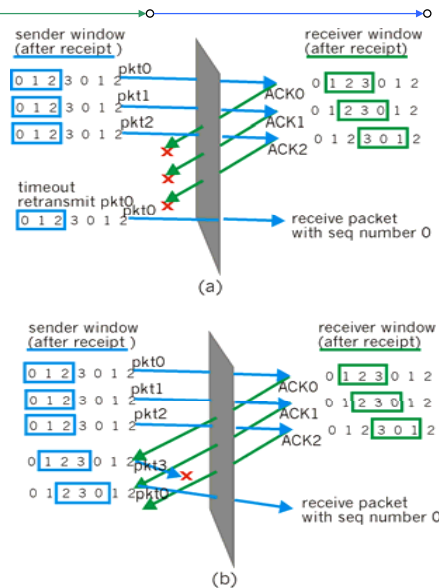 sender window
(after receipt )
receiver window
(after receipt)
0 1 2 3 0 1 2
pkt0
0 1 2 3 0 1 2
ACK0
0 1 2 3 0 1 2
pkt1
0 1 2 3 0 1 2
ACK1
0 1 2 3 0 1 2
pkt2
0 1 2 3 0 1 2
ACK2
timeout
retransmit pkt0
0 1 2 3 0 1 2
pkt0
receive packet
with seq number 0
(a)
sender window
(after receipt )
receiver window
(after receipt)
0 1 2 3 0 1 2
pkt0
0 1 2 3 0 1 2
ACK0
0 1 2 3 0 1 2
pkt1
0 1 2 3 0 1 2
ACK1
0 1 2 3 0 1 2
pkt2
0 1 2 3 0 1 2
ACK2
0 1 2 3 0 1 2
pkt3
0 1 2 3 0 1 2
pkt0
receive packet
with seq number 0
(b)